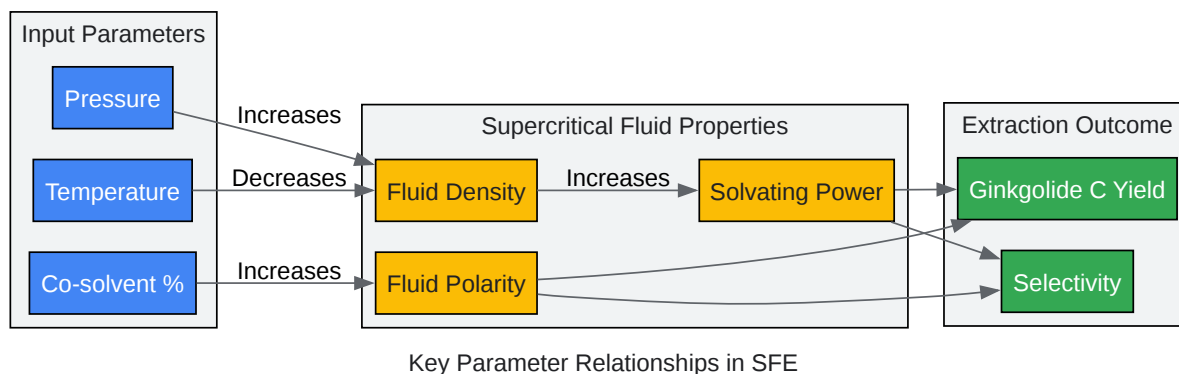 Input Parameters
Pressure
Temperature
Co-solvent %
Increases
Decreases
Increases
Supercritical Fluid Properties
Fluid Density
Increases
Solvating Power
Fluid Polarity
Extraction Outcome
Ginkgolide C Yield
Selectivity
Key Parameter Relationships in SFE